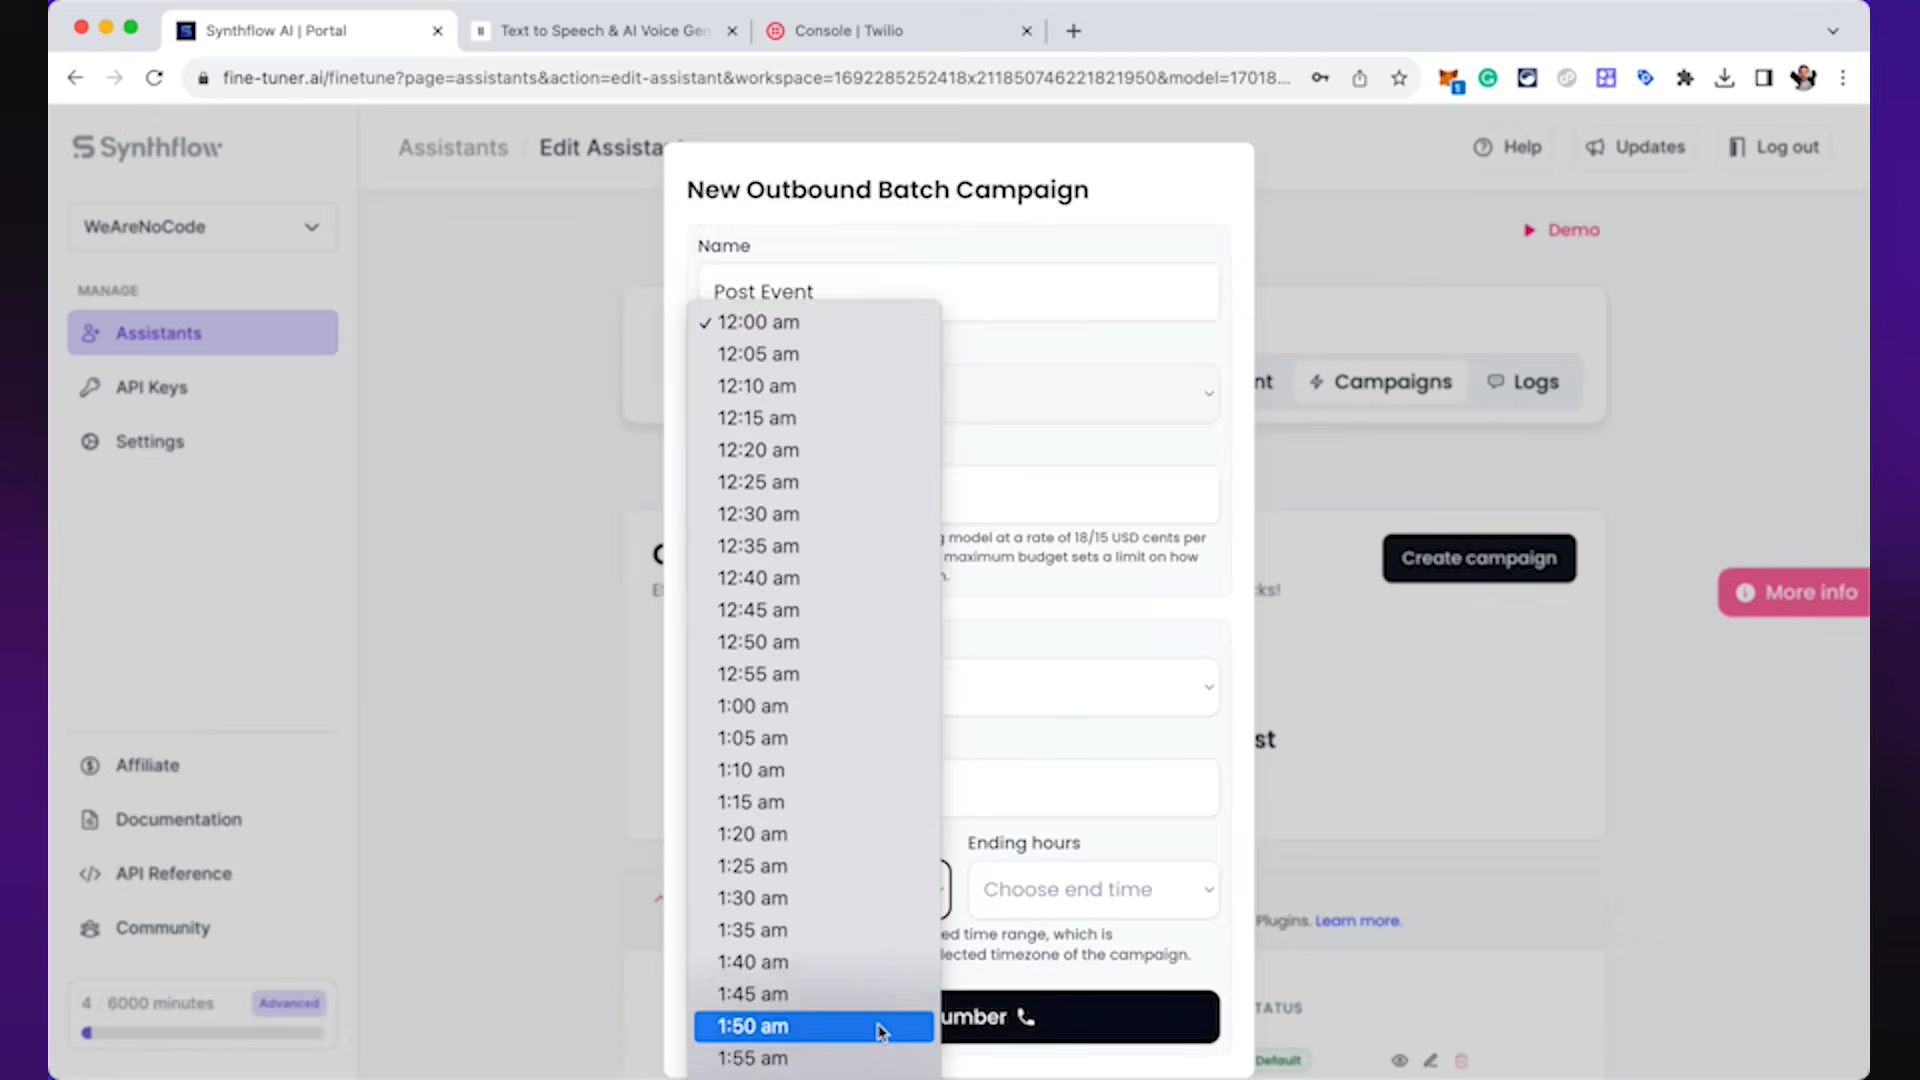 Synthflow AI | Portal
Text to Speech & AI Voice Gen
Console | Twilio
fine-tuner.ai/finetune?page=assistants&action=edit-assistant&workspace=1692285252418x211850746221821950&model=17018...
Synthflow
Assistants / Edit Assista
Help
Updates
Log out
WeAreNoCode
MANAGE
Assistants
API Keys
Settings
Affiliate
Documentation
API Reference
Community
4 / 6000 minutes
Advanced
New Outbound Batch Campaign
Name
Post Event
✓ 12:00 am
12:05 am
12:10 am
12:15 am
12:20 am
12:25 am
12:30 am
12:35 am
12:40 am
12:45 am
12:50 am
12:55 am
1:00 am
1:05 am
1:10 am
1:15 am
1:20 am
1:25 am
1:30 am
1:35 am
1:40 am
1:45 am
1:50 am
1:55 am
model at a rate of 18/15 USD cents per
maximum budget sets a limit on how
Ending hours
Choose end time
ed time range, which is
lected timezone of the campaign.
umber
Demo
nt
Campaigns
Logs
Create campaign
cks!
More info
st
Plugins. Learn more.
TATUS
Default